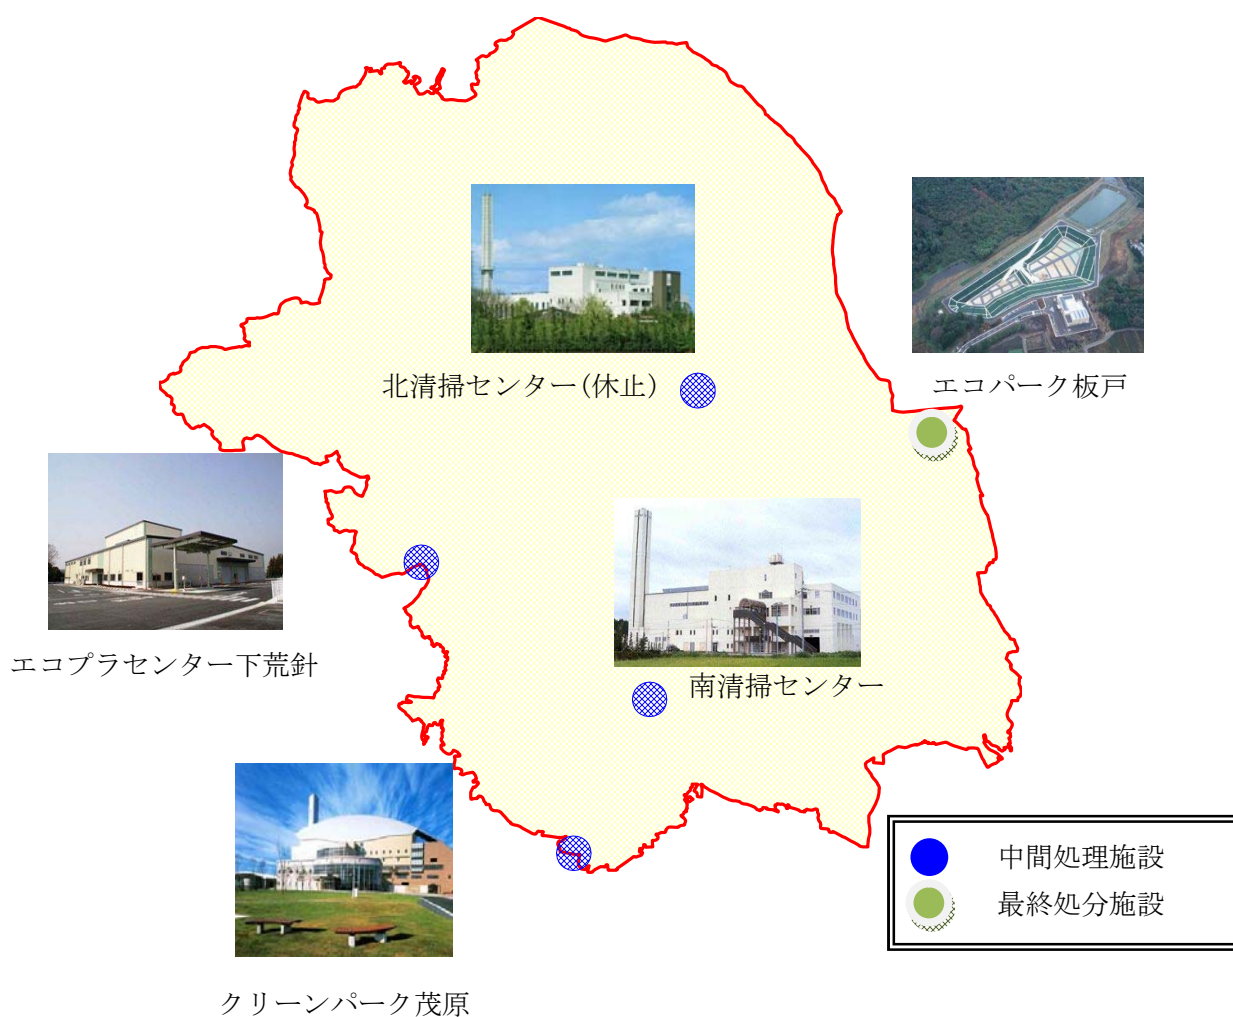 北清掃センター(休止)
エコパーク板戸
エコプラセンター下荒針
南清掃センター
クリーンパーク茂原
中間処理施設
最終処分施設